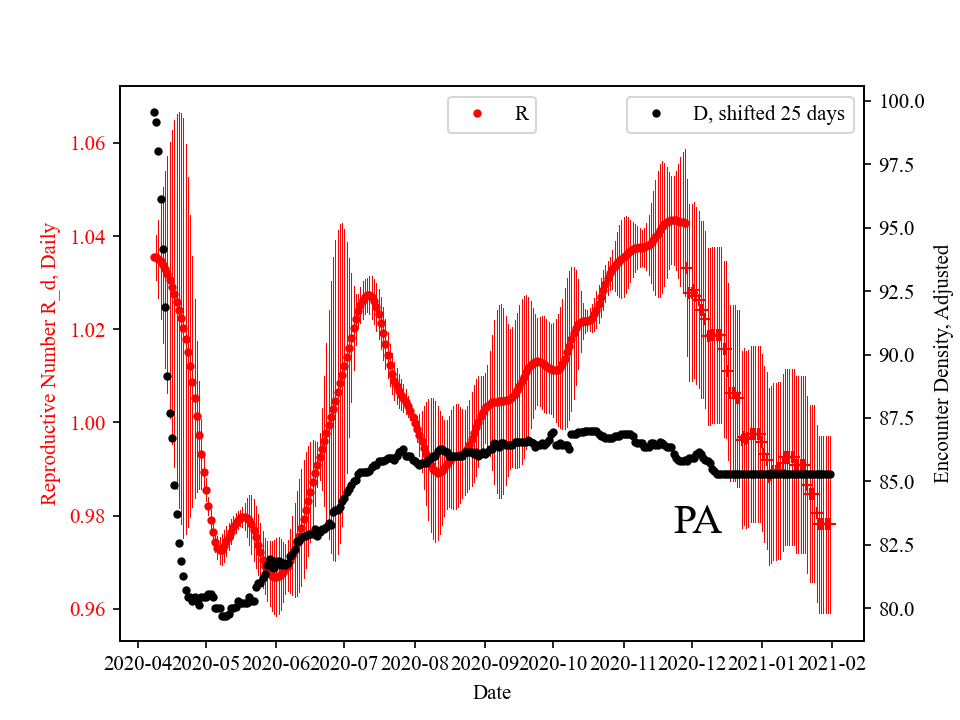 R
D, shifted 25 days
100.0
97.5
95.0
92.5
90.0
87.5
85.0
82.5
80.0
1.06
1.04
1.02
1.00
0.98
0.96
Reproductive Number R_d, Daily
Encounter Density, Adjusted
PA
2020-04 2020-05 2020-06 2020-07 2020-08 2020-09 2020-10 2020-11 2020-12 2021-01 2021-02
Date